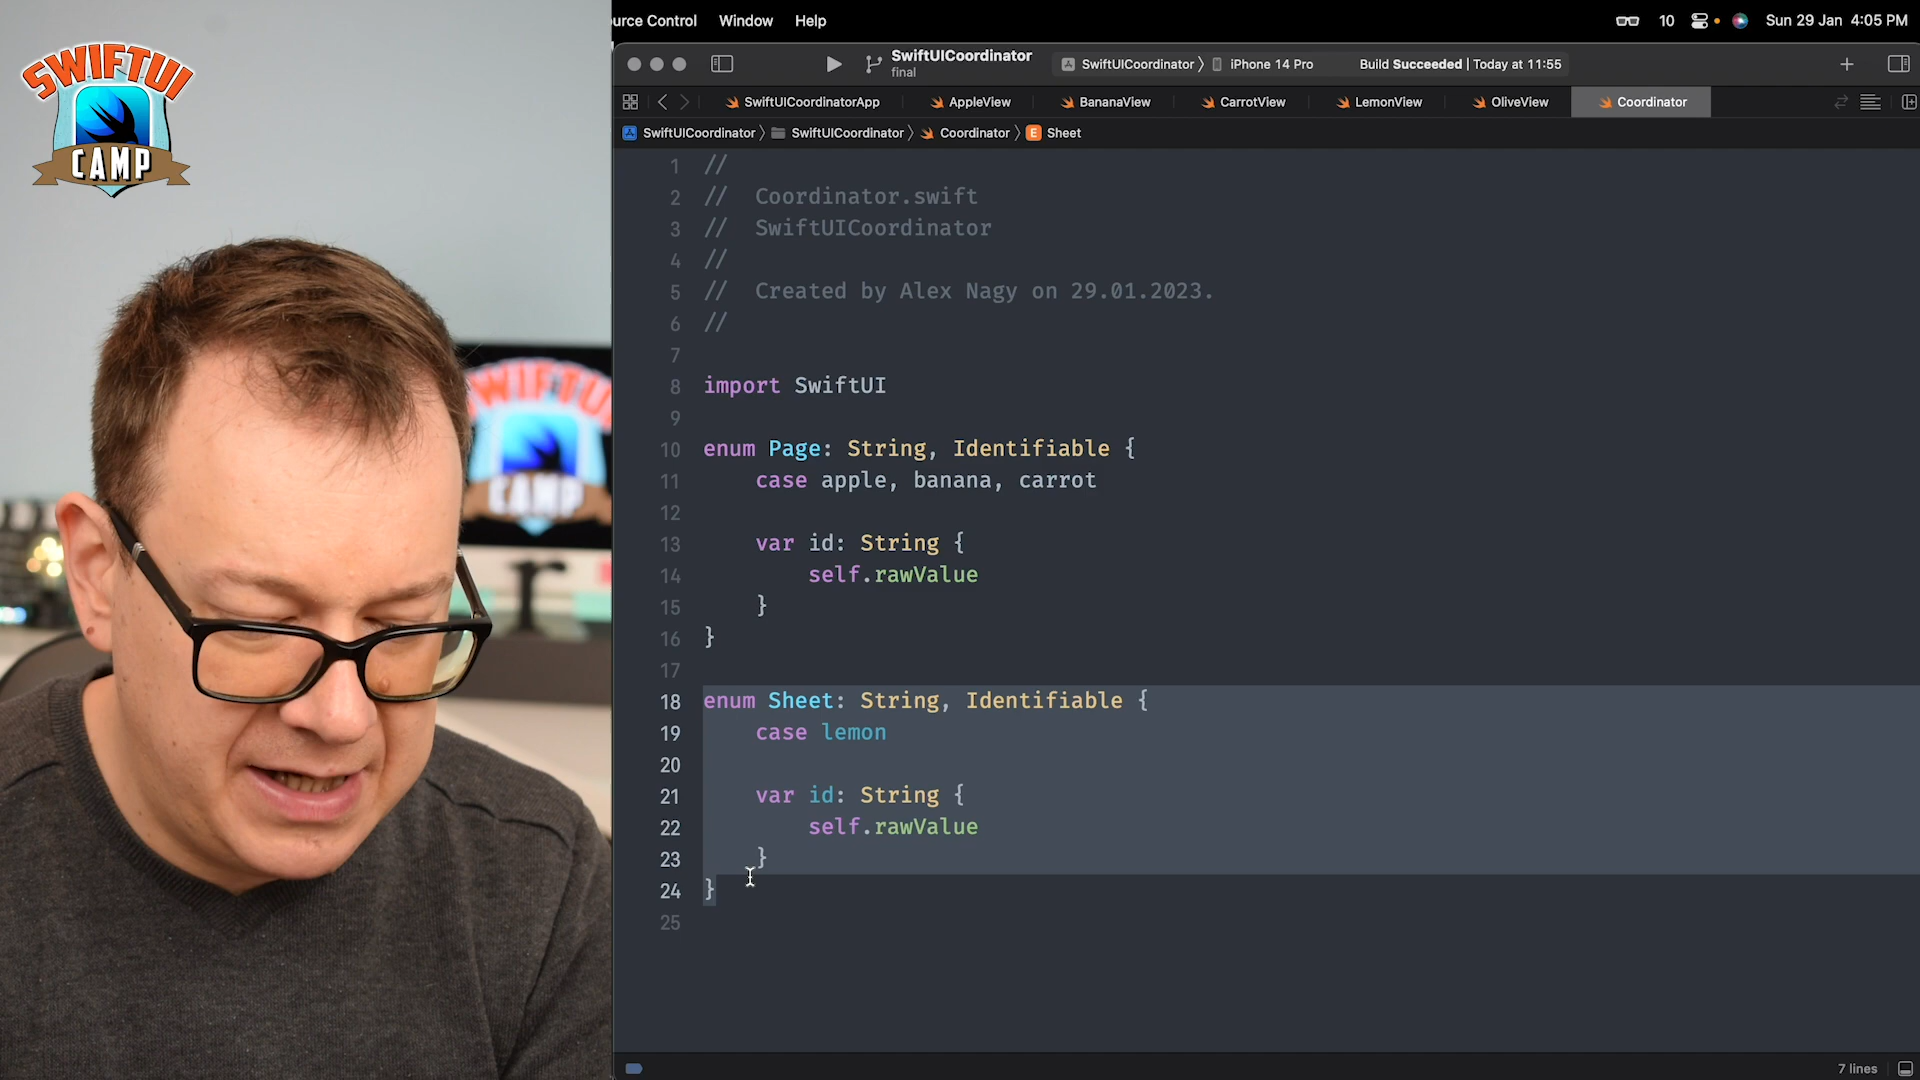 SWIFTUI
CAMP
SWIFTU
CAMP
urce Control Window Help
10 Sun 29 Jan 4:05 PM
SwiftUICoordinator
final
SwiftUICoordinator iPhone 14 Pro
Build Succeeded | Today at 11:55
SwiftUICoordinatorApp AppleView BananaView CarrotView LemonView OliveView Coordinator
SwiftUICoordinator SwiftUICoordinator Coordinator E Sheet
1 //
2 // Coordinator.swift
3 // SwiftUICoordinator
4 //
5 // Created by Alex Nagy on 29.01.2023.
6 //
7
8 import SwiftUI
9
10 enum Page: String, Identifiable {
11 case apple, banana, carrot
12
13 var id: String {
14 self.rawValue
15 }
16 }
17
18 enum Sheet: String, Identifiable {
19 case lemon
20
21 var id: String {
22 self.rawValue
23 }
24 }
25
7 lines